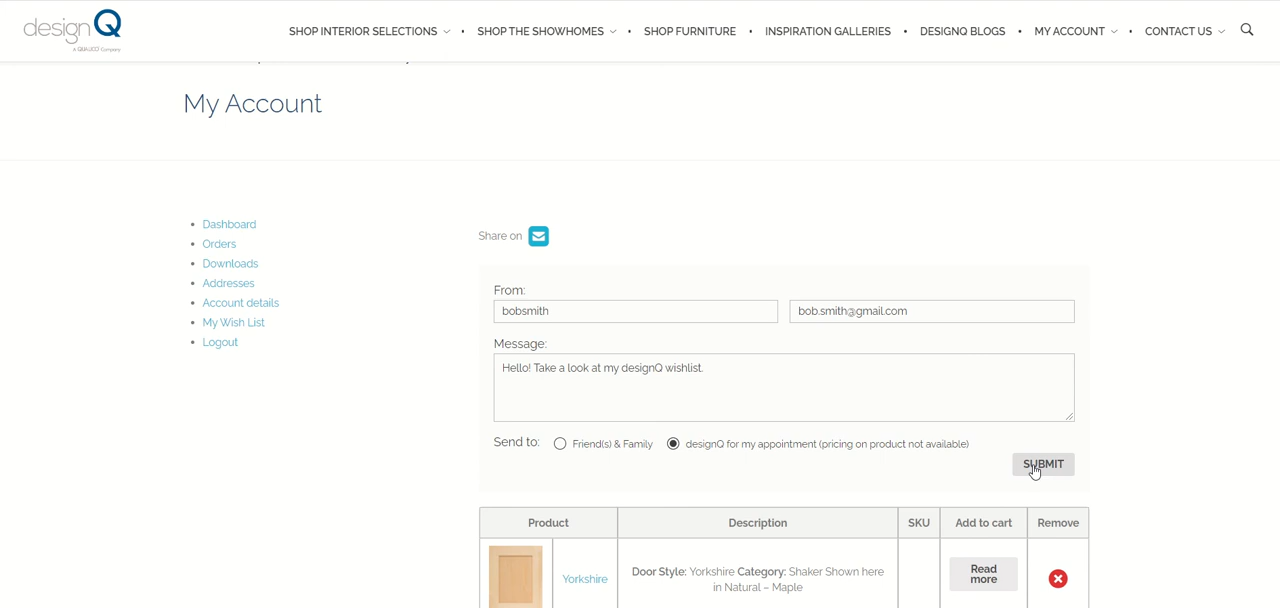 designQ
A QUALICO Company
SHOP INTERIOR SELECTIONS • SHOP THE SHOWHOMES • SHOP FURNITURE • INSPIRATION GALLERIES • DESIGNQ BLOGS • MY ACCOUNT • CONTACT US
My Account
• Dashboard
• Orders
• Downloads
• Addresses
• Account details
• My Wish List
• Logout
Share on
From:
bobsmith bob.smith@gmail.com
Message:
Hello! Take a look at my designQ wishlist.
Send to: Friend(s) & Family designQ for my appointment (pricing on product not available)
SUBMIT
Product Description SKU Add to cart Remove
Yorkshire
Door Style: Yorkshire Category: Shaker Shown here
in Natural – Maple
Read
more